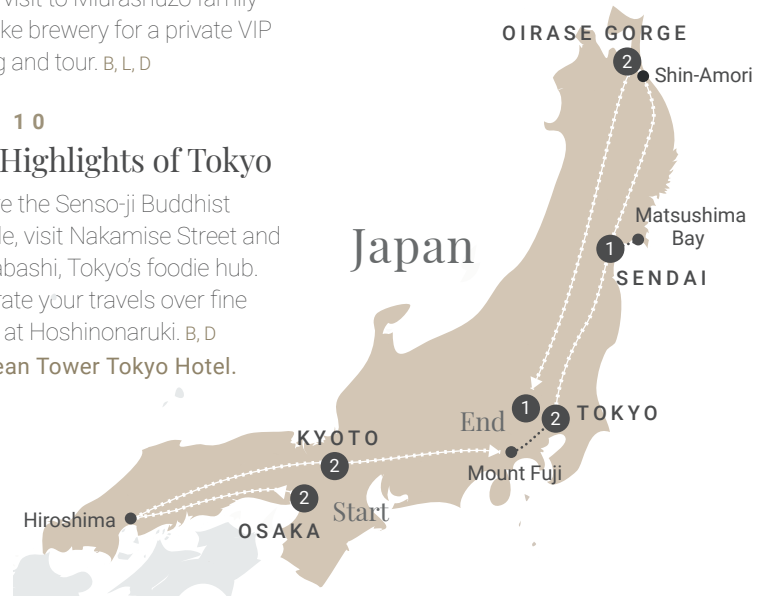 visit to Miurashuzo family
ke brewery for a private VIP
g and tour. B, L, D
10
Highlights of Tokyo
e the Senso-ji Buddhist
le, visit Nakamise Street and
abashi, Tokyo's foodie hub.
rate your travels over fine
at Hoshinonaruki. B, D
ean Tower Tokyo Hotel.
Japan
OIRASE GORGE
2
Shin-Amori
Matsushima
Bay
1
SENDAI
End
1
2
TOKYO
Mount Fuji
KYOTO
2
2
Start
OSAKA
Hiroshima